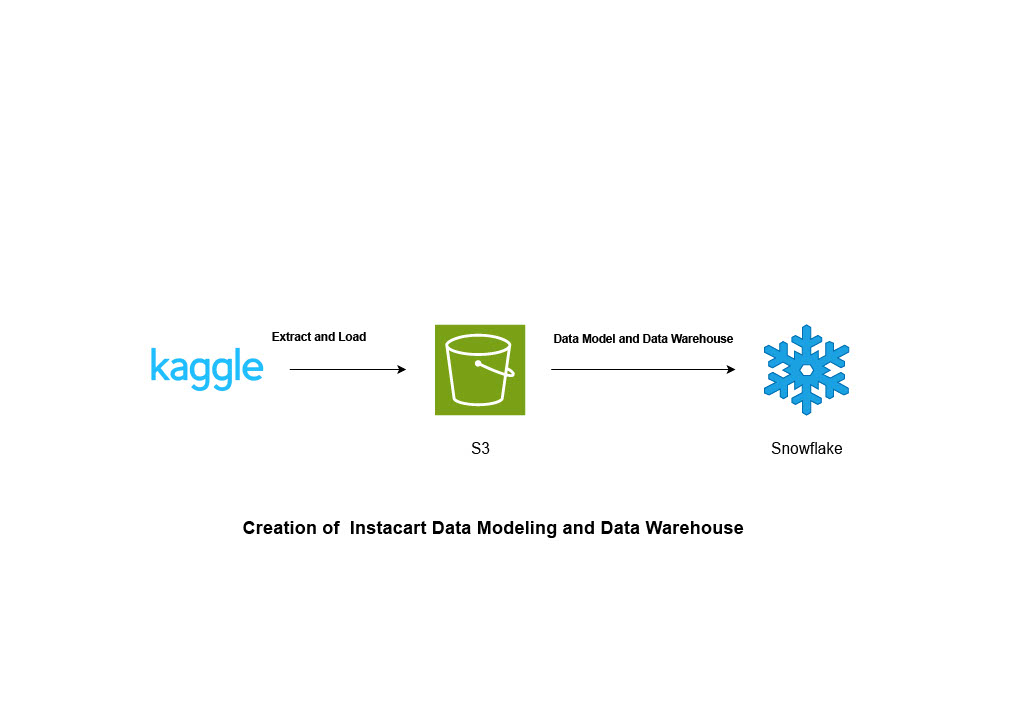 Extract and Load
Data Model and Data Warehouse
kaggle
S3
Snowflake
Creation of  Instacart Data Modeling and Data Warehouse